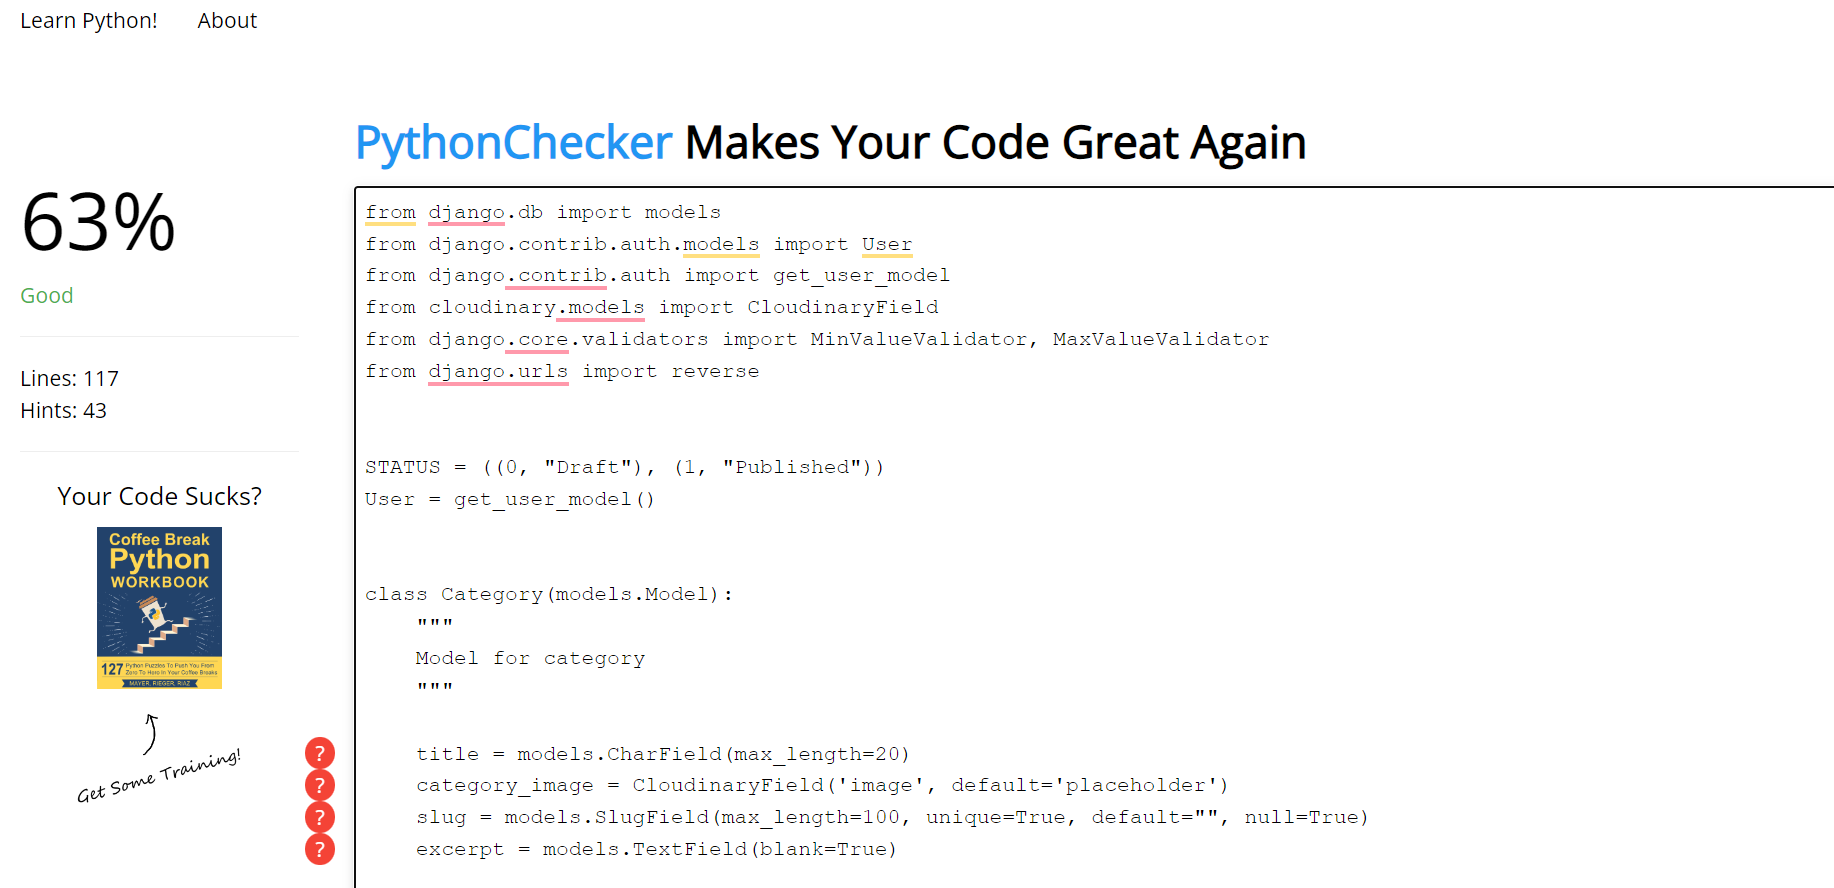 Learn Python! About
PythonChecker Makes Your Code Great Again
63%
Good
Lines: 117
Hints: 43
Your Code Sucks?
Coffee Break
Python
WORKBOOK
127 Python Puzzles To Push You From
Zero To Hero In Your Coffee Breaks
MAYER, RIEGER, RIAZ
Get Some Training!
from django.db import models
from django.contrib.auth.models import User
from django.contrib.auth import get_user_model
from cloudinary.models import CloudinaryField
from django.core.validators import MinValueValidator, MaxValueValidator
from django.urls import reverse
STATUS = ((0, "Draft"), (1, "Published"))
User = get_user_model()
class Category(models.Model):
"""
Model for category
"""
? title = models.CharField(max_length=20)
? category_image = CloudinaryField('image', default='placeholder')
? slug = models.SlugField(max_length=100, unique=True, default="", null=True)
? excerpt = models.TextField(blank=True)